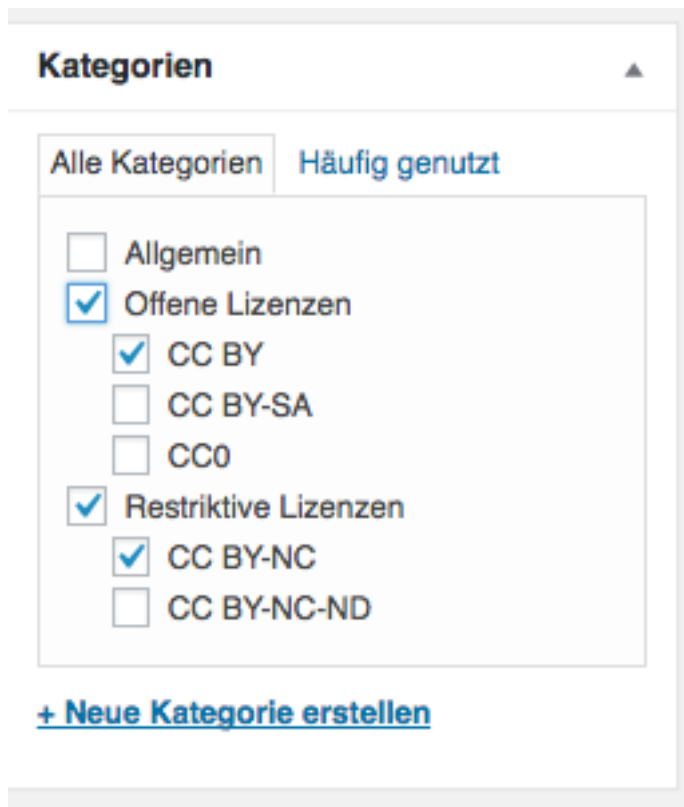 Kategorien
Alle Kategorien Häufig genutzt
Allgemein
Offene Lizenzen
CC BY
CC BY-SA
CC0
Restriktive Lizenzen
CC BY-NC
CC BY-NC-ND
+ Neue Kategorie erstellen